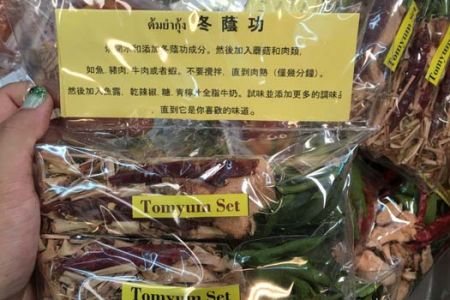 ต้มยำกุ้ง 冬蔭功
水和添加冬蔭功成分。然後加入蘑菇和肉類,
如魚, 豬肉, 牛肉或者蝦。不要攪拌, 直到肉熟 (僅幾分鐘)。
然後加入魚露, 乾辣椒, 糖, 青檸汁全脂牛奶。試味並添加更多的調味品
直到它是你喜歡的味道。
Tomyum Set
Tomyum Set
Tomyum Set
Tomyum Set